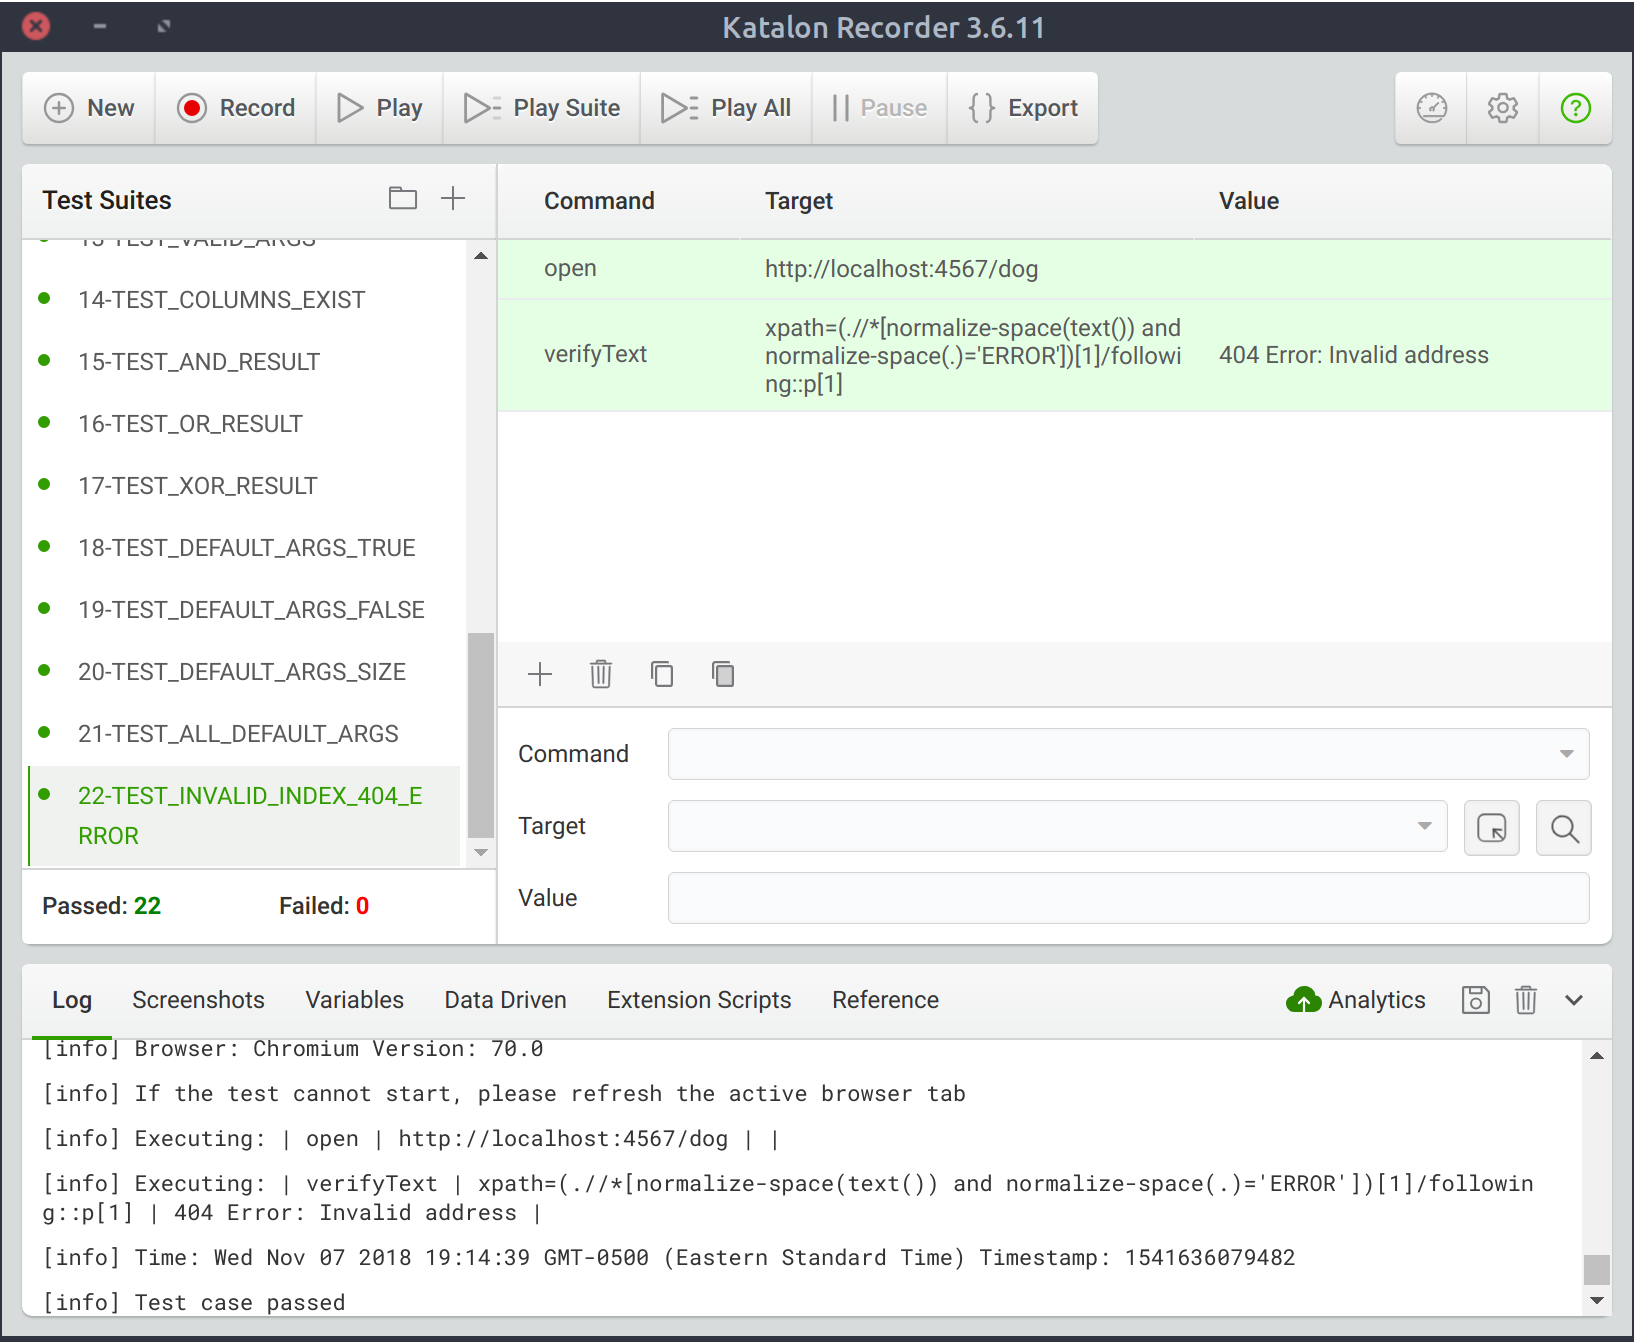 Katalon Recorder 3.6.11
New
Record
Play
Play Suite
Play All
Pause
Export
Test Suites
13-TEST_VALID_ARGS
14-TEST_COLUMNS_EXIST
15-TEST_AND_RESULT
16-TEST_OR_RESULT
17-TEST_XOR_RESULT
18-TEST_DEFAULT_ARGS_TRUE
19-TEST_DEFAULT_ARGS_FALSE
20-TEST_DEFAULT_ARGS_SIZE
21-TEST_ALL_DEFAULT_ARGS
22-TEST_INVALID_INDEX_404_E
RROR
Passed: 22
Failed: 0
Command
Target
Value
open
http://localhost:4567/dog
verifyText
xpath=(.//*[normalize-space(text()) and
normalize-space(.)='ERROR'])[1]/followi
ng::p[1]
404 Error: Invalid address
Command
Target
Value
Log
Screenshots
Variables
Data Driven
Extension Scripts
Reference
Analytics
[info] Browser: Chromium Version: 70.0
[info] If the test cannot start, please refresh the active browser tab
[info] Executing: | open | http://localhost:4567/dog | |
[info] Executing: | verifyText | xpath=(.//*[normalize-space(text()) and normalize-space(.)='ERROR'])[1]/followin
g::p[1] | 404 Error: Invalid address |
[info] Time: Wed Nov 07 2018 19:14:39 GMT-0500 (Eastern Standard Time) Timestamp: 1541636079482
[info] Test case passed